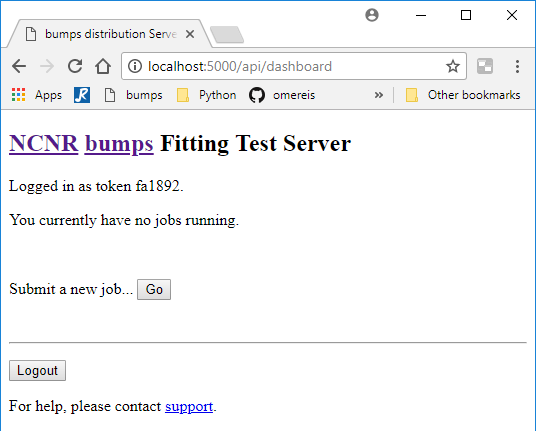 bumps distribution Serve
localhost:5000/api/dashboard
Apps bumps Python omereis » Other bookmarks
NCNR bumps Fitting Test Server
Logged in as token fa1892.
You currently have no jobs running.
Submit a new job... Go
Logout
For help, please contact support.